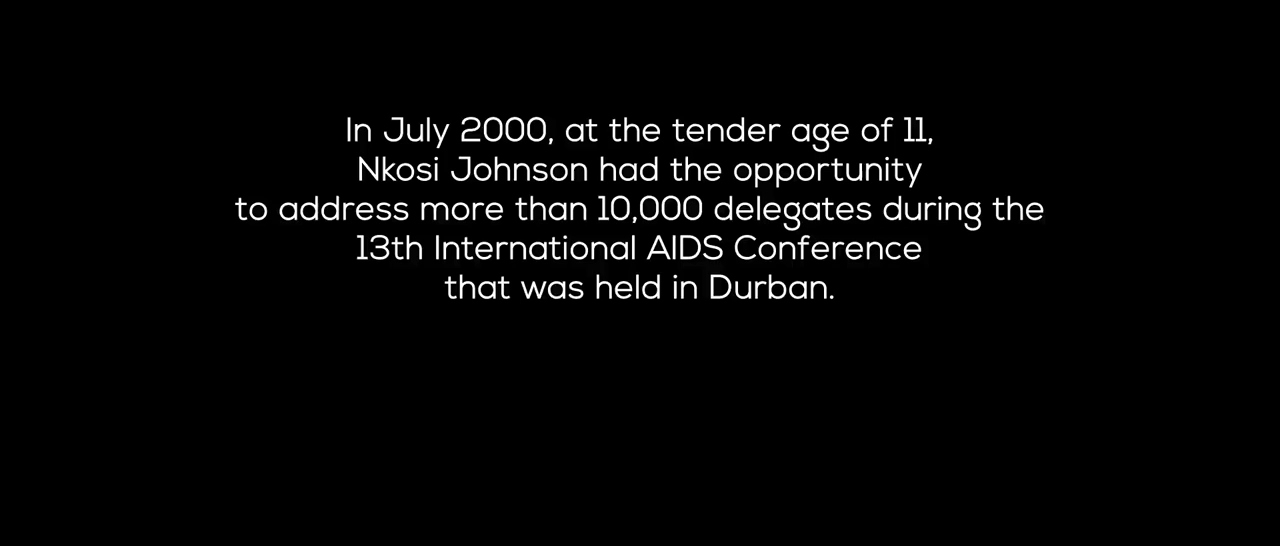 In July 2000, at the tender age of 11,
Nkosi Johnson had the opportunity
to address more than 10,000 delegates during the
13th International AIDS Conference
that was held in Durban.